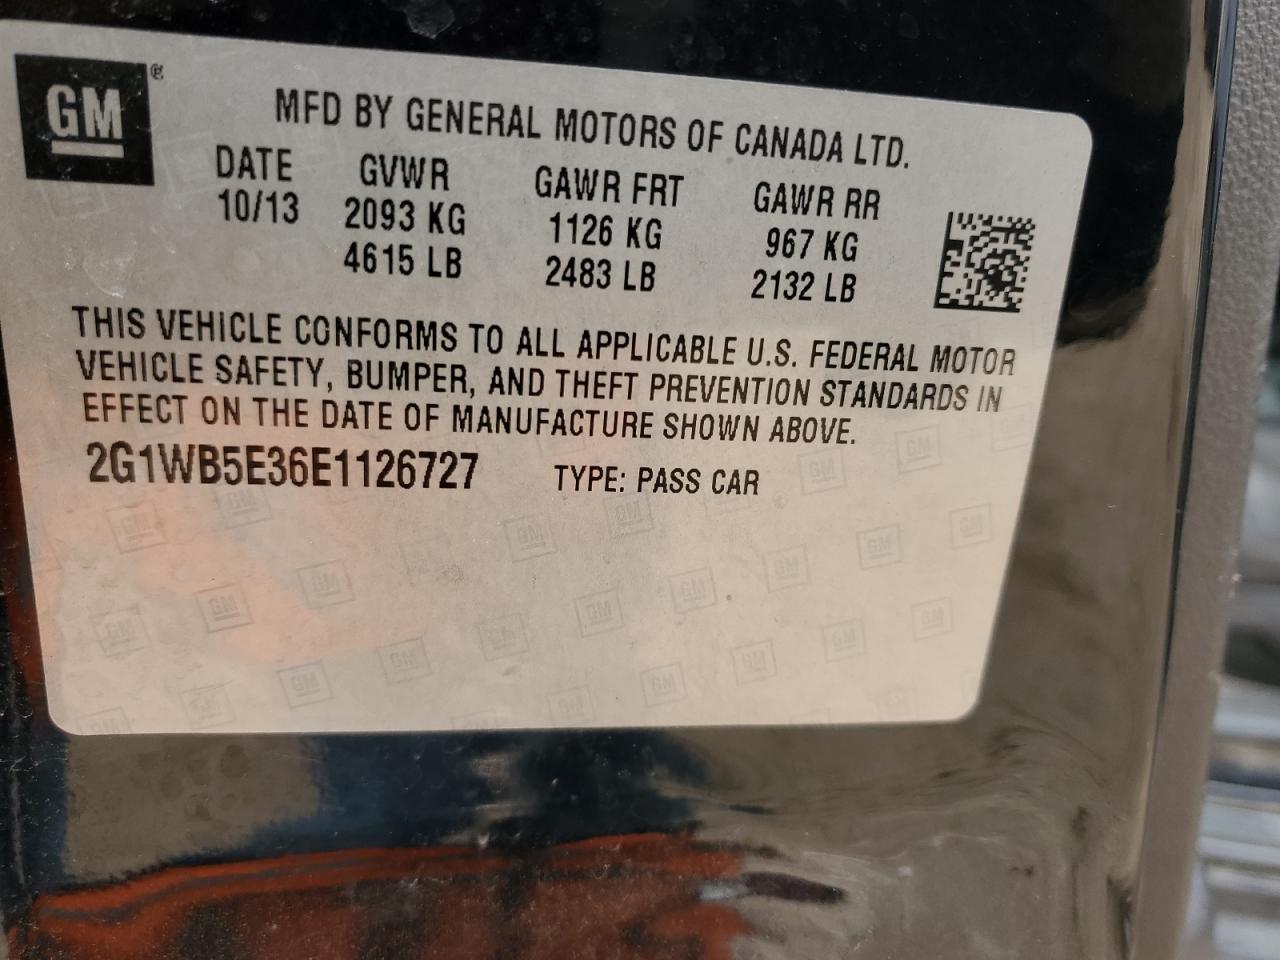 GM®
MFD BY GENERAL MOTORS OF CANADA LTD.
DATE GVWR GAWR FRT GAWR RR
10/13 2093 KG 1126 KG 967 KG
4615 LB 2483 LB 2132 LB
THIS VEHICLE CONFORMS TO ALL APPLICABLE U.S. FEDERAL MOTOR
VEHICLE SAFETY, BUMPER, AND THEFT PREVENTION STANDARDS IN
EFFECT ON THE DATE OF MANUFACTURE SHOWN ABOVE.
2G1WB5E36E1126727 TYPE: PASS CAR